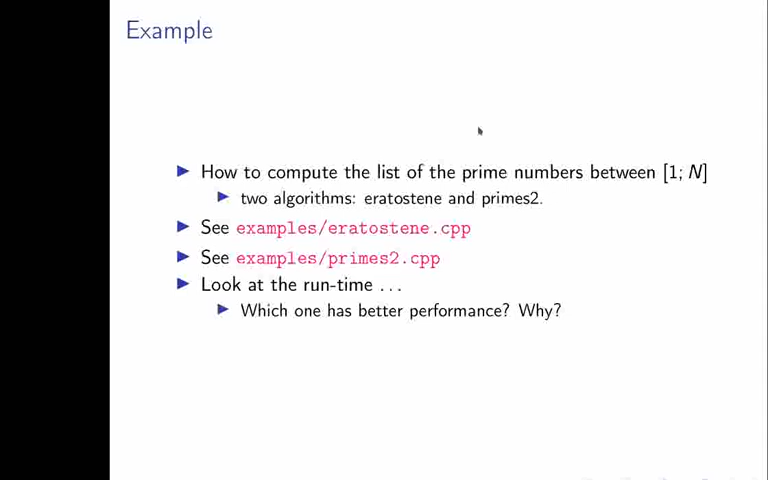 Example
▶ How to compute the list of the prime numbers between [1; N]
▶ two algorithms: eratostene and primes2.
▶ See examples/eratostene.cpp
▶ See examples/primes2.cpp
▶ Look at the run-time ...
▶ Which one has better performance? Why?